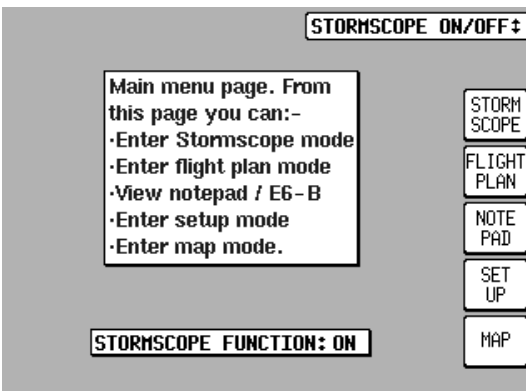 STORMSCOPE ON/OFF↕
Main menu page. From
this page you can:-
·Enter Stormscope mode
·Enter flight plan mode
·View notepad / E6-B
·Enter setup mode
·Enter map mode.
STORM
SCOPE
FLIGHT
PLAN
NOTE
PAD
SET
UP
MAP
STORMSCOPE FUNCTION↕ON